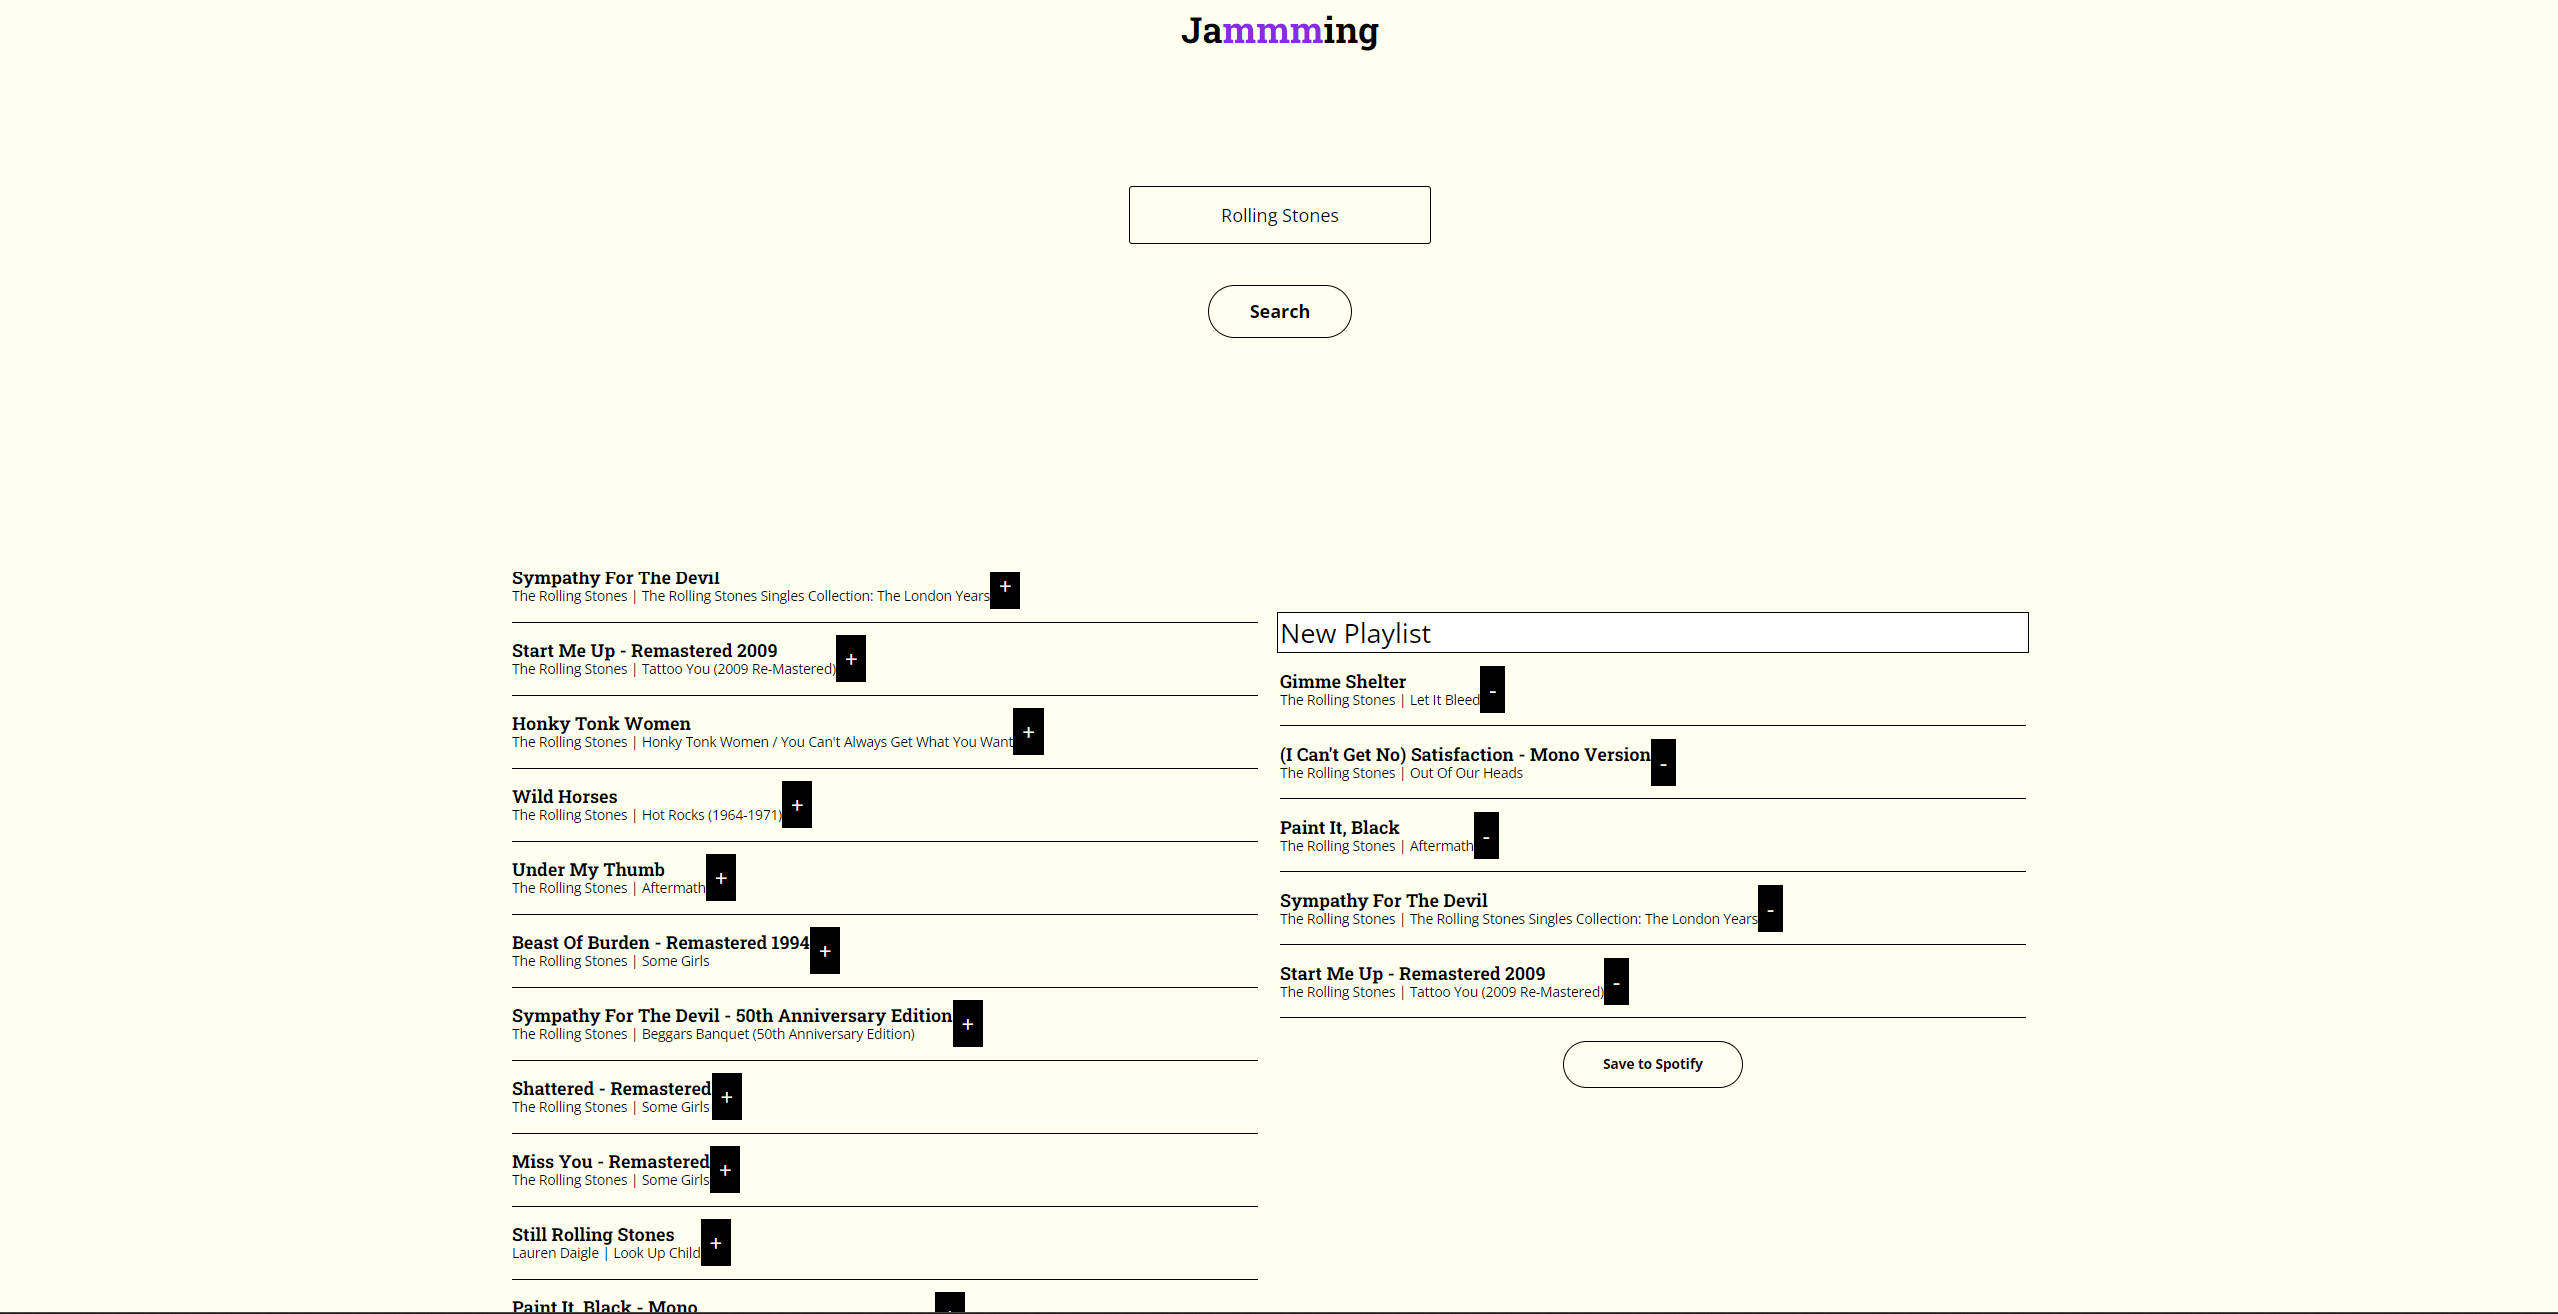 Jammming
Rolling Stones
Search
Sympathy For The Devil
The Rolling Stones | The Rolling Stones Singles Collection: The London Years
+
Start Me Up - Remastered 2009
The Rolling Stones | Tattoo You (2009 Re-Mastered)
+
Honky Tonk Women
The Rolling Stones | Honky Tonk Women / You Can't Always Get What You Want
+
Wild Horses
The Rolling Stones | Hot Rocks (1964-1971)
+
Under My Thumb
The Rolling Stones | Aftermath
+
Beast Of Burden - Remastered 1994
The Rolling Stones | Some Girls
+
Sympathy For The Devil - 50th Anniversary Edition
The Rolling Stones | Beggars Banquet (50th Anniversary Edition)
+
Shattered - Remastered
The Rolling Stones | Some Girls
+
Miss You - Remastered
The Rolling Stones | Some Girls
+
Still Rolling Stones
Lauren Daigle | Look Up Child
+
Paint It, Black - Mono
New Playlist
Gimme Shelter
The Rolling Stones | Let It Bleed
-
(I Can't Get No) Satisfaction - Mono Version
The Rolling Stones | Out Of Our Heads
-
Paint It, Black
The Rolling Stones | Aftermath
-
Sympathy For The Devil
The Rolling Stones | The Rolling Stones Singles Collection: The London Years
-
Start Me Up - Remastered 2009
The Rolling Stones | Tattoo You (2009 Re-Mastered)
-
Save to Spotify